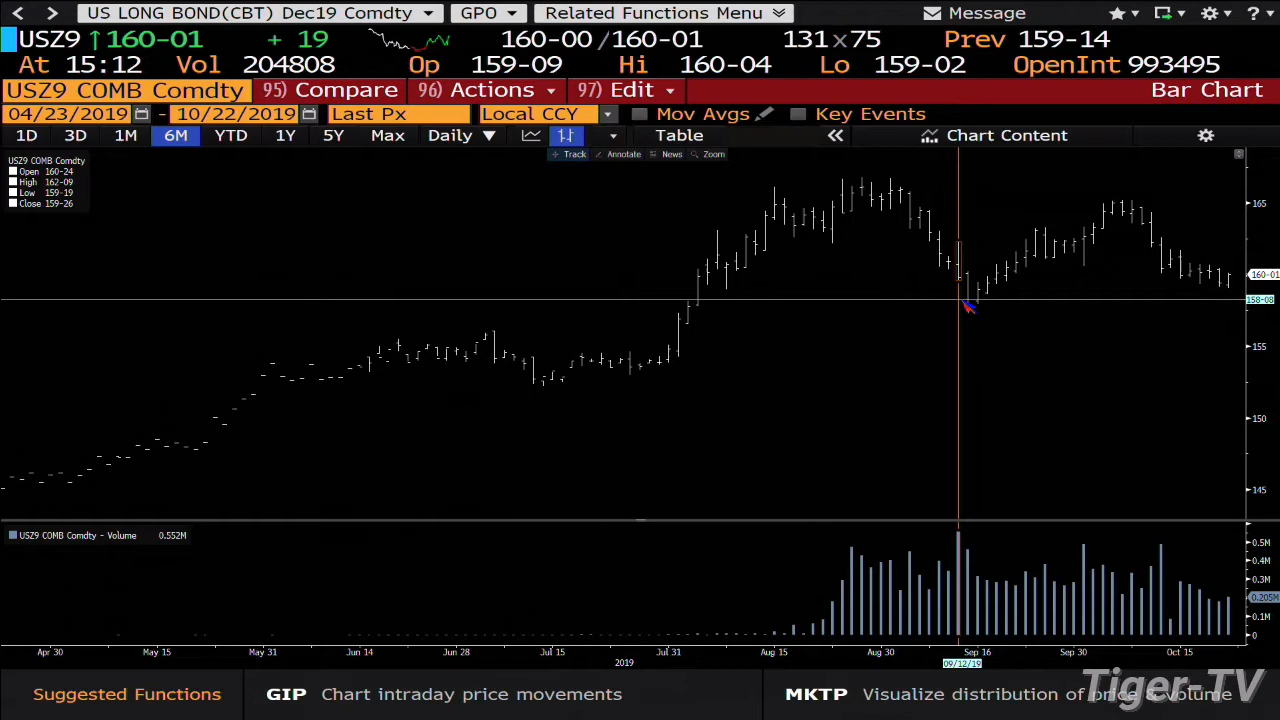 US LONG BOND(CBT) Dec19 Comdty GPO Related Functions Menu Message ?
USZ9 ↑160-01 + 19 160-00/160-01 131x75 Prev 159-14
At 15:12 Vol 204808 Op 159-09 Hi 160-04 Lo 159-02 OpenInt 993495
USZ9 COMB Comdty 95) Compare 96) Actions 97) Edit Bar Chart
04/23/2019 - 10/22/2019 Last Px Local CCY Mov Avgs Key Events
1D 3D 1M 6M YTD 1Y 5Y Max Daily ▼ Table « Chart Content
Track Annotate News Zoom
USZ9 COMB Comdty
Open 160-24
High 162-09
Low 159-19
Close 159-26
165
160-01
158-08
155
150
145
USZ9 COMB Comdty - Volume 0.552M
0.5M
0.4M
0.3M
0.205M
0.1M
0
Apr 30 May 15 May 31 Jun 14 Jun 28 Jul 15 Jul 31 Aug 15 Aug 30 Sep 16 Sep 30 Oct 15
2019 09/12/19
Suggested Functions GIP Chart intraday price movements MKTP Visualize distribution of price & volume
Tiger-TV